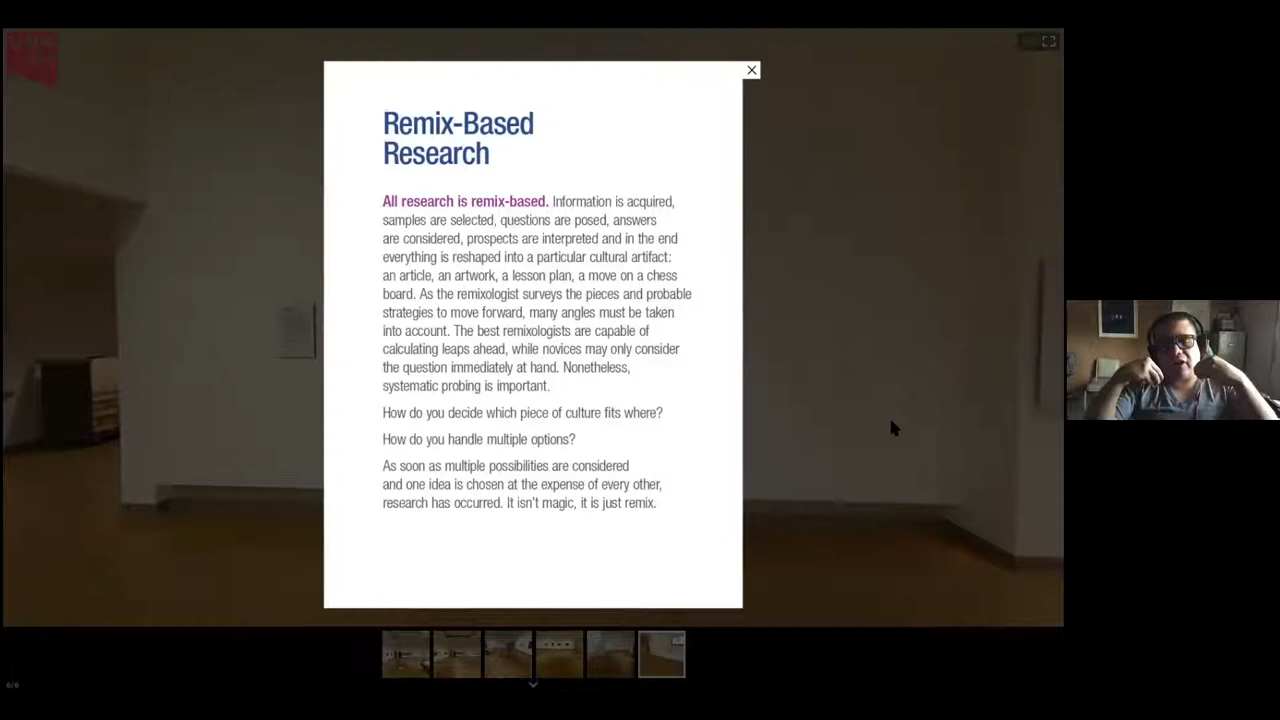 Remix-Based
Research
All research is remix-based. Information is acquired,
samples are selected, questions are posed, answers
are considered, prospects are interpreted and in the end
everything is reshaped into a particular cultural artifact:
an article, an artwork, a lesson plan, a move on a chess
board. As the remixologist surveys the pieces and probable
strategies to move forward, many angles must be taken
into account. The best remixologists are capable of
calculating leaps ahead, while novices may only consider
the question immediately at hand. Nonetheless,
systematic probing is important.
How do you decide which piece of culture fits where?
How do you handle multiple options?
As soon as multiple possibilities are considered
and one idea is chosen at the expense of every other,
research has occurred. It isn't magic, it is just remix.
6/6